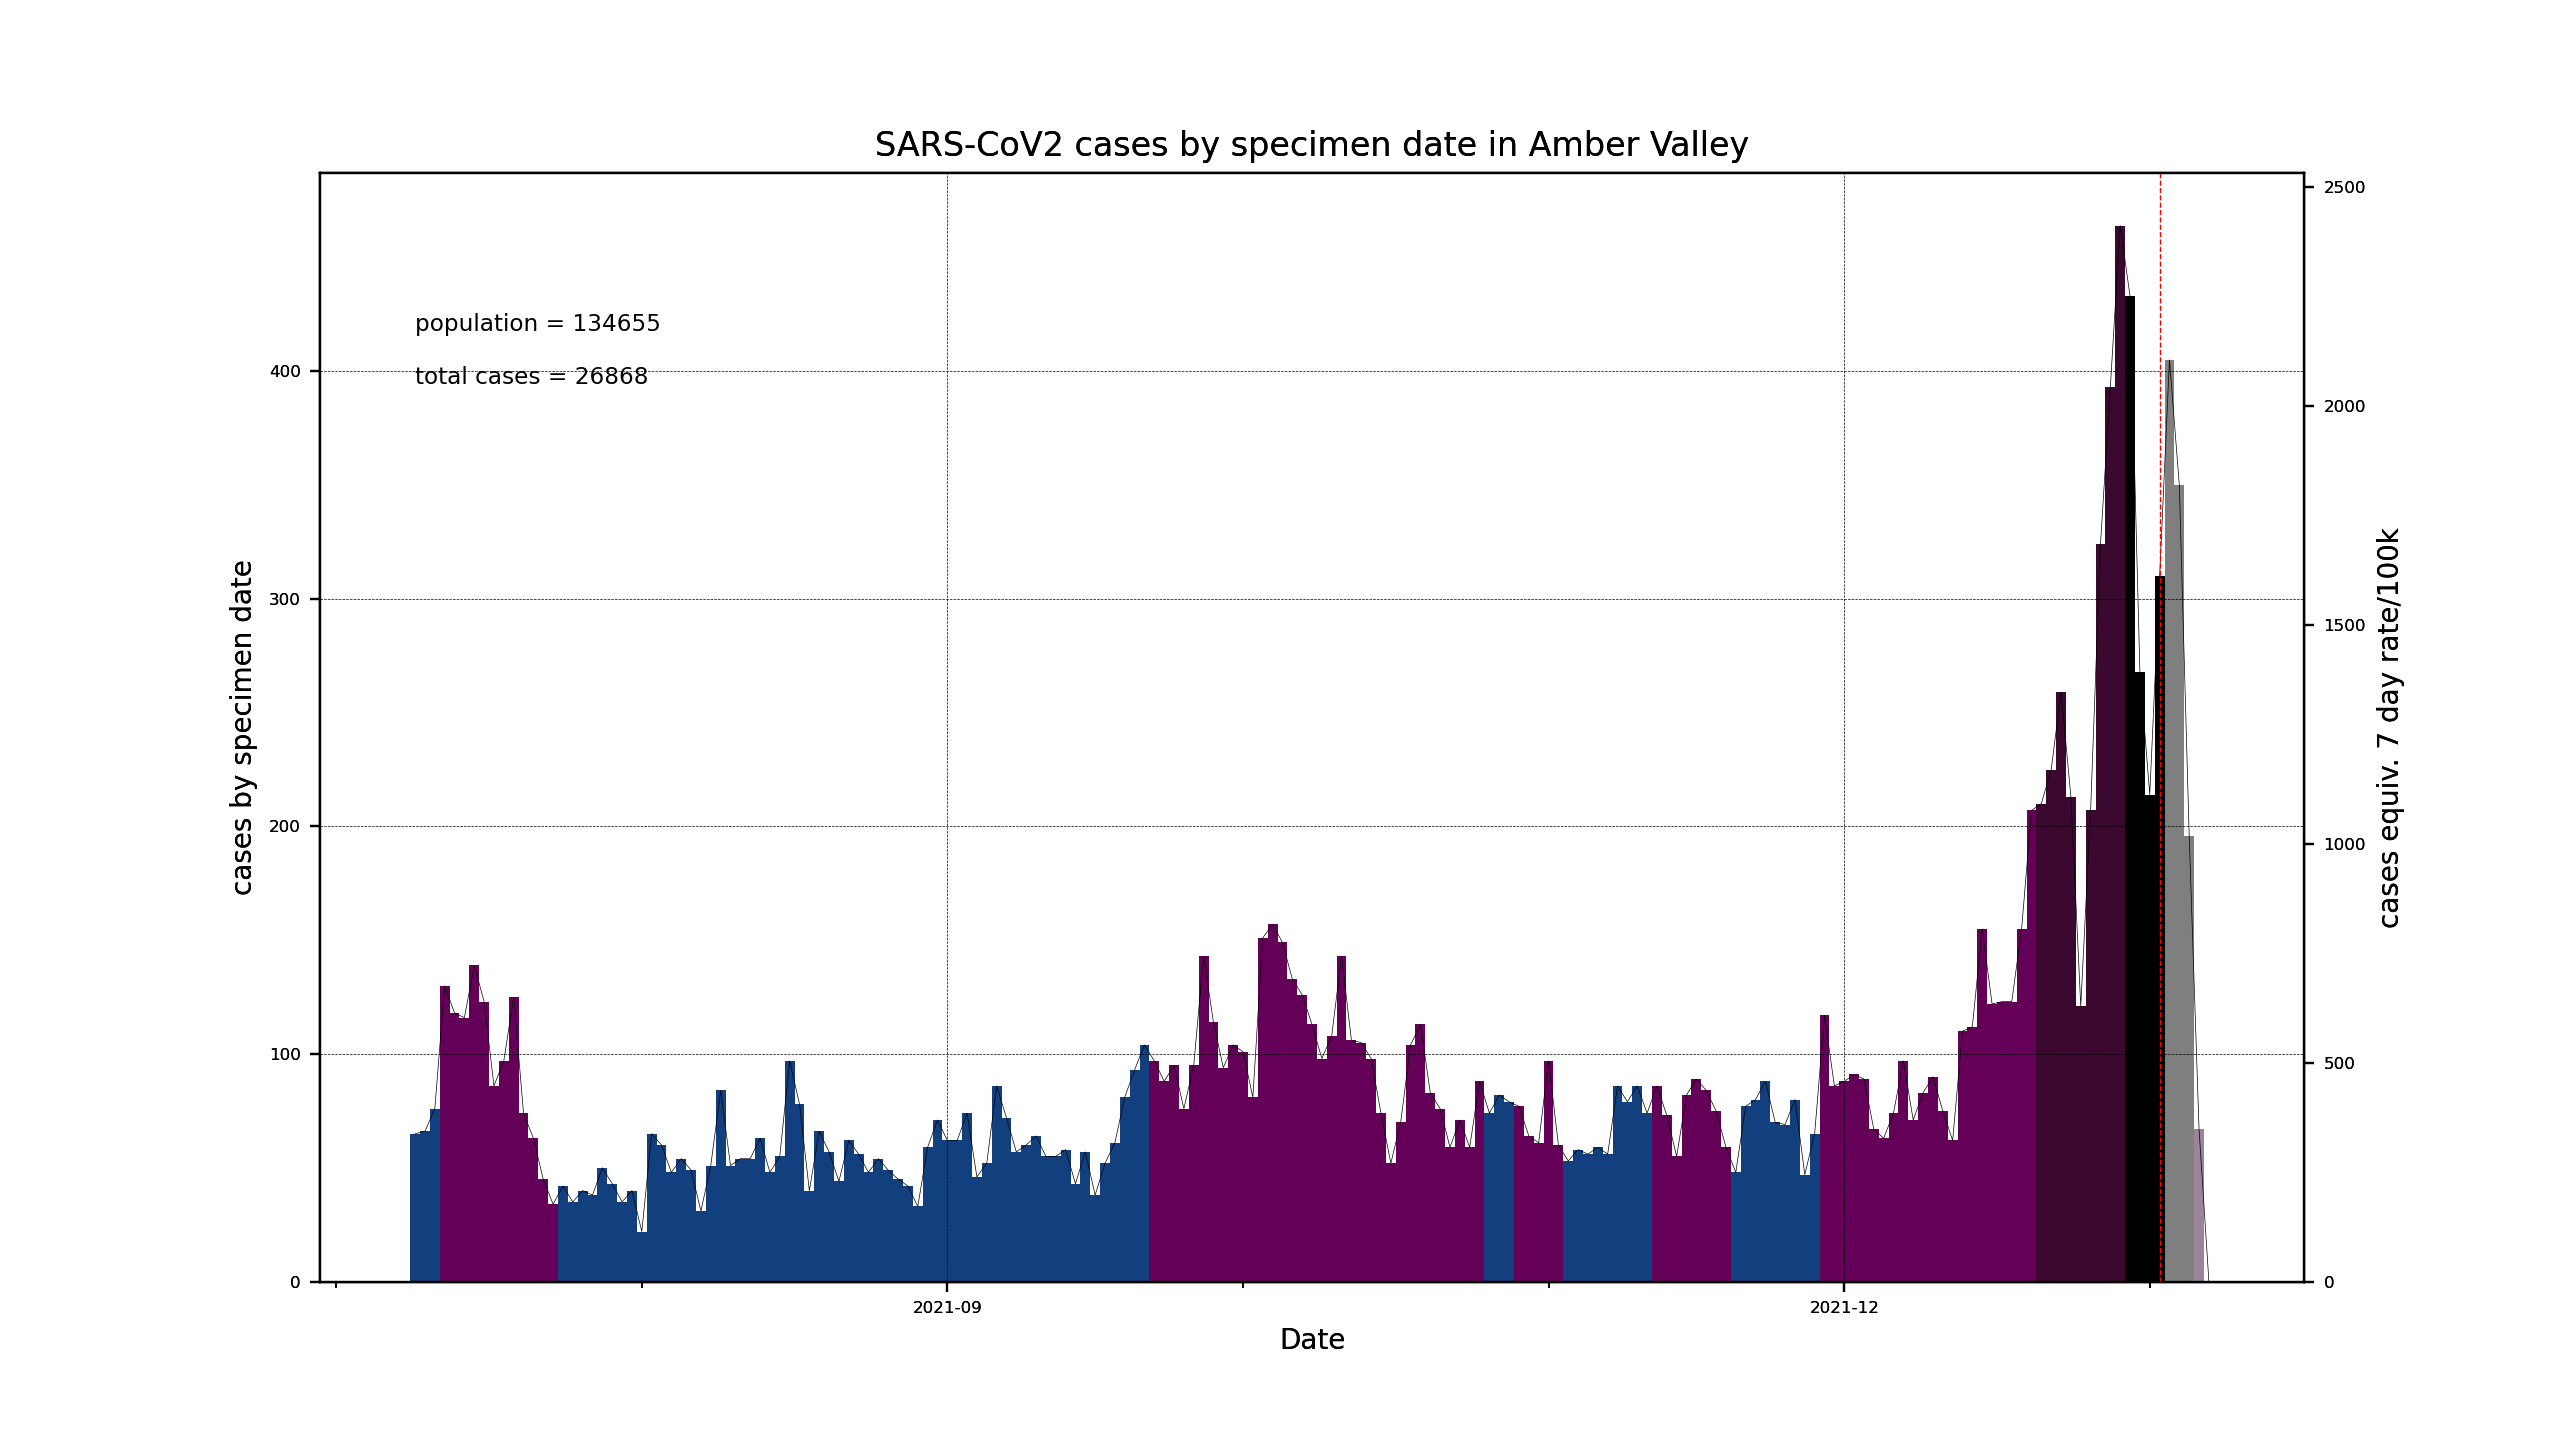 SARS-CoV2 cases by specimen date in Amber Valley
population = 134655
total cases = 26868
cases by specimen date
400
300
200
100
0
2500
2000
1500
1000
500
0
cases equiv. 7 day rate/100k
2021-09
2021-12
Date